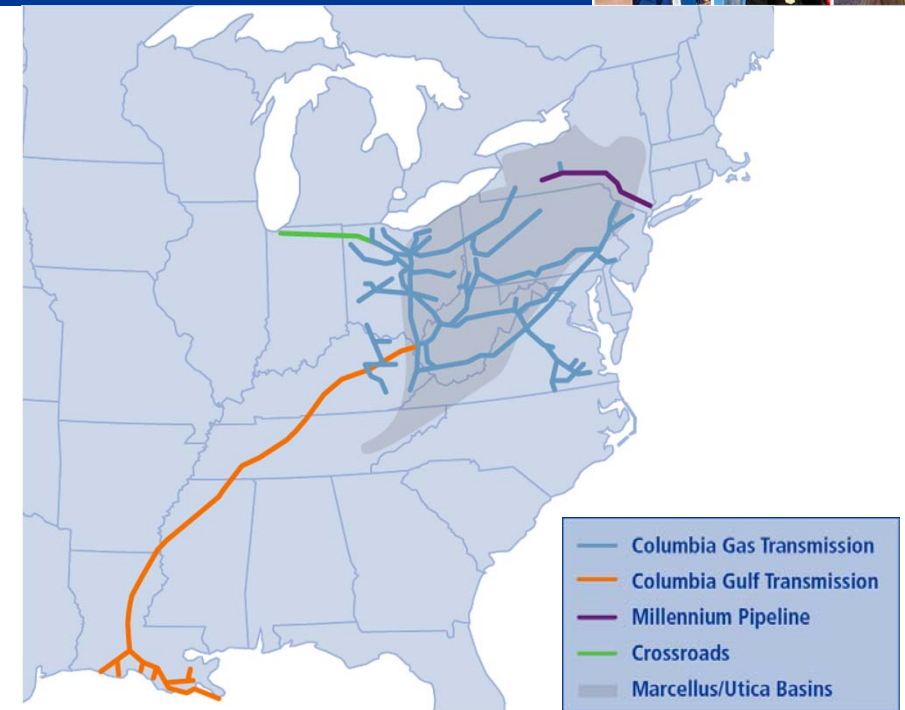 Columbia Gas Transmission
Columbia Gulf Transmission
Millennium Pipeline
Crossroads
Marcellus/Utica Basins